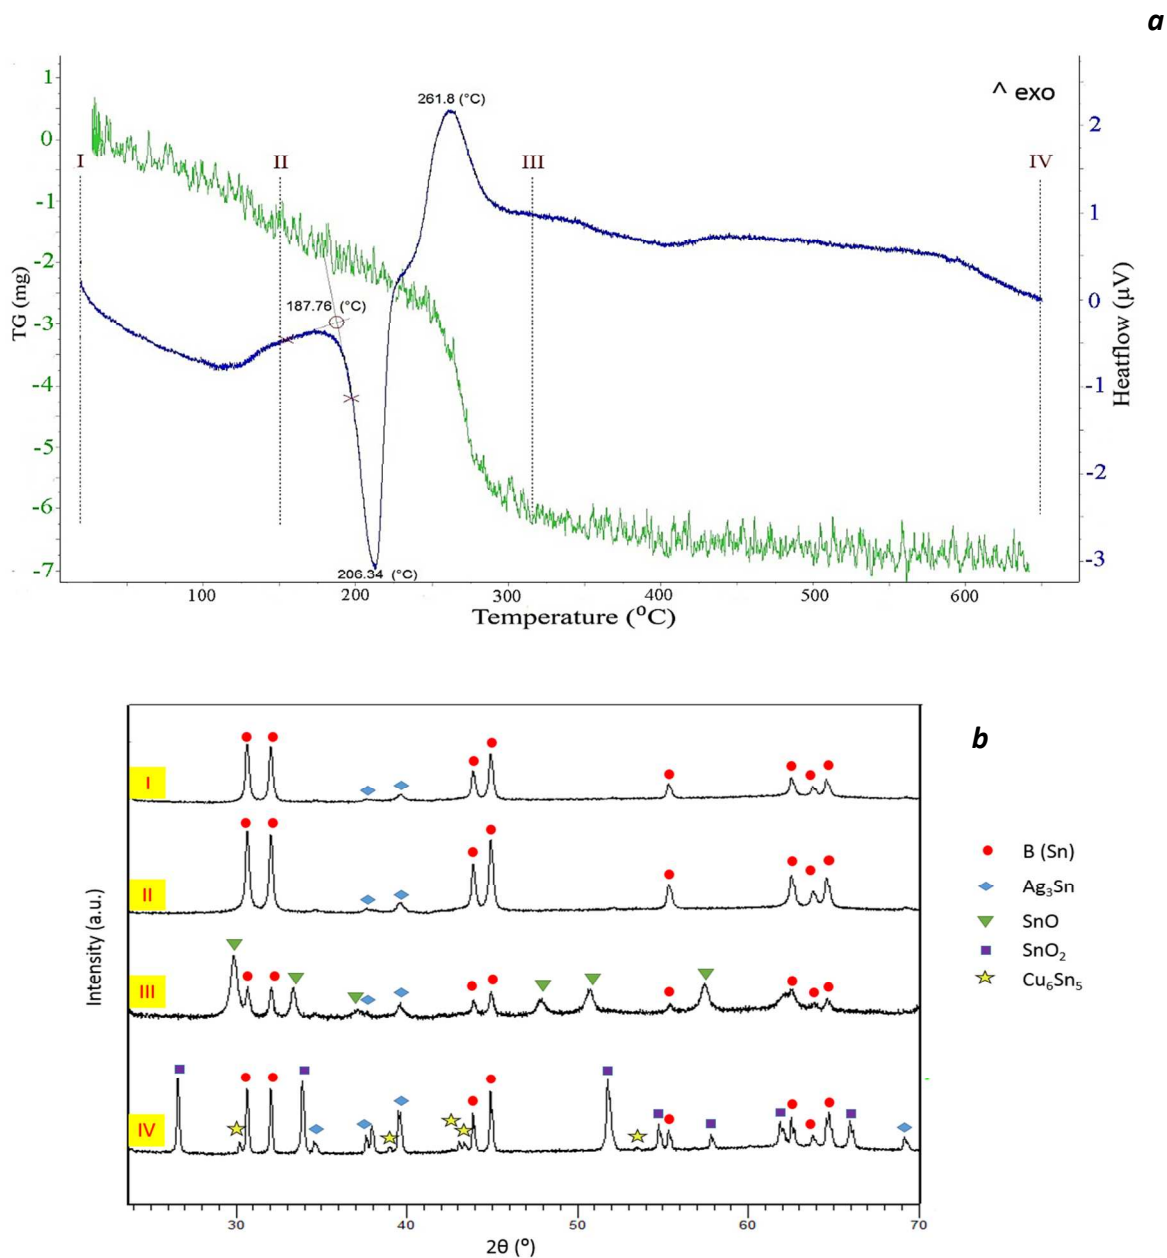 a
^ exo
261.8 (°C)
I
II
III
IV
187.76 (°C)
206.34 (°C)
1
0
-1
-2
-3
-4
-5
-6
-7
TG (mg)
2
1
0
-1
-2
-3
Heatflow (µV)
100
200
300
400
500
600
Temperature (°C)
b
I
II
III
IV
Intensity (a.u.)
B (Sn)
Ag₃Sn
SnO
SnO₂
Cu₆Sn₅
30
40
50
60
70
2θ (°)